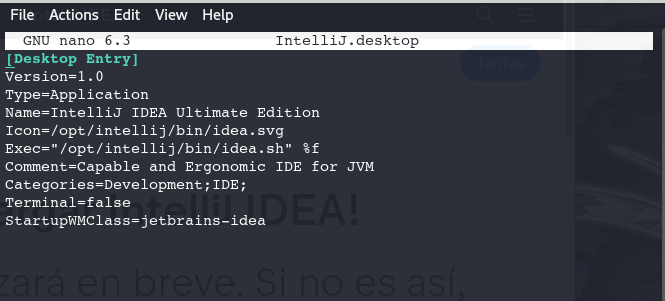 File Actions Edit View Help
GNU nano 6.3 IntelliJ.desktop
[Desktop Entry]
Version=1.0
Type=Application
Name=IntelliJ IDEA Ultimate Edition
Icon=/opt/intellij/bin/idea.svg
Exec="/opt/intellij/bin/idea.sh" %f
Comment=Capable and Ergonomic IDE for JVM
Categories=Development;IDE;
Terminal=false
StartupWMClass=jetbrains-idea
Tarifas
IntelliJ IDEA!
zará en breve. Si no es así,